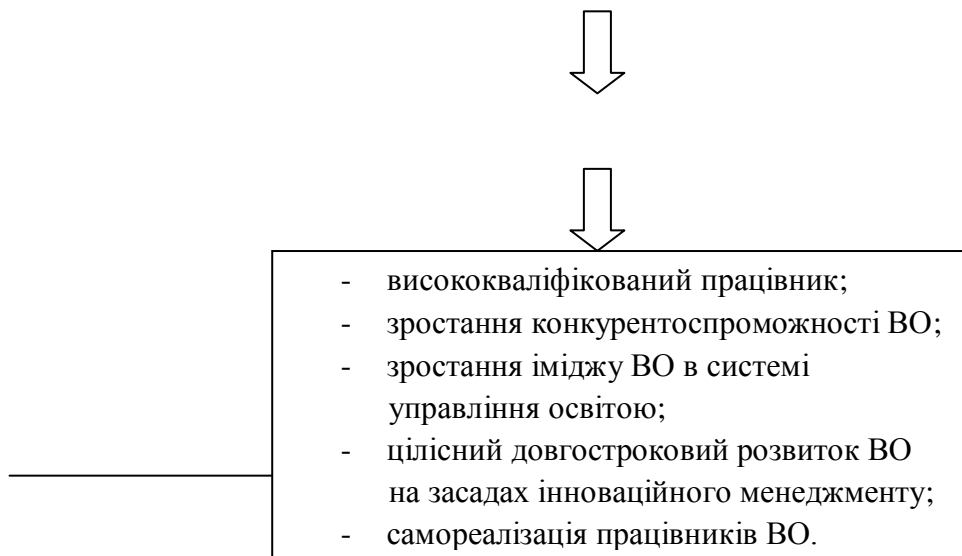 - висококваліфікований працівник;
- зростання конкурентоспроможності ВО;
- зростання іміджу ВО в системі
управління освітою;
- цілісний довгостроковий розвиток ВО
на засадах інноваційного менеджменту;
- самореалізація працівників ВО.